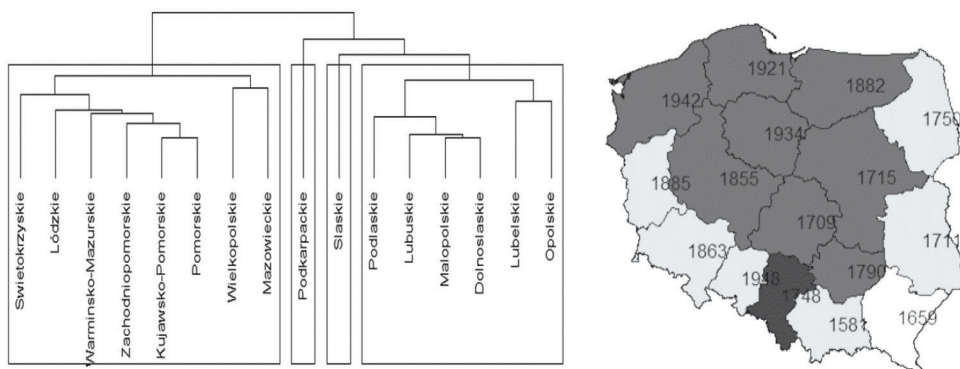 Swietokrzyskie
Lódzkie
Warminsko-Mazurskie
Zachodniopomorskie
Kujawsko-Pomorskie
Pomorskie
Wielkopolskie
Mazowieckie
Podkarpackie
Slaskie
Podlaskie
Lubuskie
Malopolskie
Dolnoslaskie
Lubelskie
Opolskie
1921
1882
1750
1942
1934
1885
1855
1715
1709
1711
1863
1790
1948
1748
1581
1659